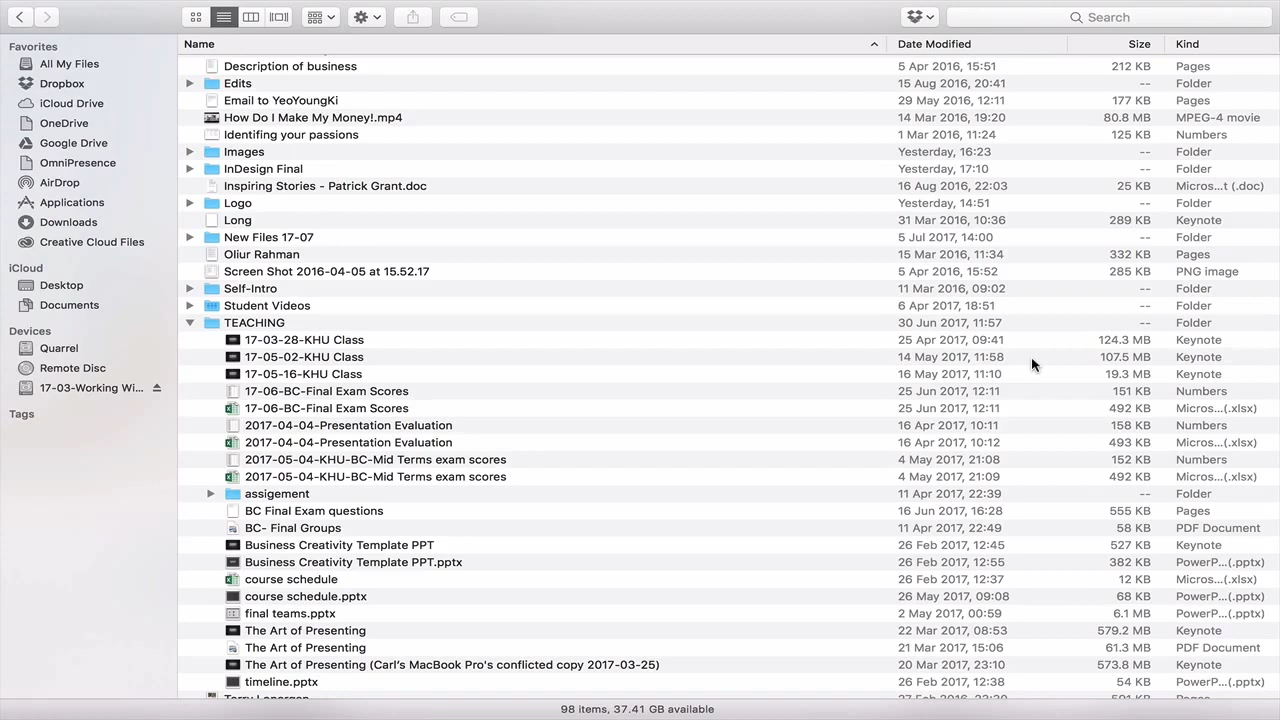 Search
Favorites
All My Files
Dropbox
iCloud Drive
OneDrive
Google Drive
OmniPresence
AirDrop
Applications
Downloads
Creative Cloud Files
iCloud
Desktop
Documents
Devices
Quarrel
Remote Disc
17-03-Working Wi...
Tags
Name Date Modified Size Kind
Description of business 5 Apr 2016, 15:51 212 KB Pages
Edits 15 Aug 2016, 20:41 -- Folder
Email to YeoYoungKi 29 May 2016, 12:11 177 KB Pages
How Do I Make My Money!.mp4 14 Mar 2016, 19:20 80.8 MB MPEG-4 movie
Identifing your passions 1 Mar 2016, 11:24 125 KB Numbers
Images Yesterday, 16:23 -- Folder
InDesign Final Yesterday, 17:10 -- Folder
Inspiring Stories - Patrick Grant.doc 16 Aug 2016, 22:03 25 KB Micros...t (.doc)
Logo Yesterday, 14:51 -- Folder
Long 31 Mar 2016, 10:36 289 KB Keynote
New Files 17-07 5 Jul 2017, 14:00 -- Folder
Oliur Rahman 15 Mar 2016, 11:34 332 KB Pages
Screen Shot 2016-04-05 at 15.52.17 5 Apr 2016, 15:52 285 KB PNG image
Self-Intro 11 Mar 2016, 09:02 -- Folder
Student Videos 6 Apr 2017, 18:51 -- Folder
TEACHING 30 Jun 2017, 11:57 -- Folder
17-03-28-KHU Class 25 Apr 2017, 09:41 124.3 MB Keynote
17-05-02-KHU Class 14 May 2017, 11:58 107.5 MB Keynote
17-05-16-KHU Class 16 May 2017, 11:10 19.3 MB Keynote
17-06-BC-Final Exam Scores 25 Jun 2017, 12:11 151 KB Numbers
17-06-BC-Final Exam Scores 25 Jun 2017, 12:11 492 KB Micros...(.xlsx)
2017-04-04-Presentation Evaluation 16 Apr 2017, 10:11 158 KB Numbers
2017-04-04-Presentation Evaluation 16 Apr 2017, 10:12 493 KB Micros...(.xlsx)
2017-05-04-KHU-BC-Mid Terms exam scores 4 May 2017, 21:08 152 KB Numbers
2017-05-04-KHU-BC-Mid Terms exam scores 4 May 2017, 21:09 492 KB Micros...(.xlsx)
assigement 11 Apr 2017, 22:39 -- Folder
BC Final Exam questions 16 Jun 2017, 16:28 555 KB Pages
BC- Final Groups 11 Apr 2017, 22:49 58 KB PDF Document
Business Creativity Template PPT 26 Feb 2017, 12:45 527 KB Keynote
Business Creativity Template PPT.pptx 26 Feb 2017, 12:55 382 KB PowerP...(.pptx)
course schedule 26 Feb 2017, 12:37 12 KB Micros...(.xlsx)
course schedule.pptx 26 May 2017, 09:08 68 KB PowerP...(.pptx)
final teams.pptx 2 May 2017, 00:59 6.1 MB PowerP...(.pptx)
The Art of Presenting 22 Mar 2017, 08:53 579.2 MB Keynote
The Art of Presenting 21 Mar 2017, 15:06 61.3 MB PDF Document
The Art of Presenting (Carl's MacBook Pro's conflicted copy 2017-03-25) 20 Mar 2017, 23:10 573.8 MB Keynote
timeline.pptx 26 Feb 2017, 12:38 54 KB PowerP...(.pptx)
98 items, 37.41 GB available